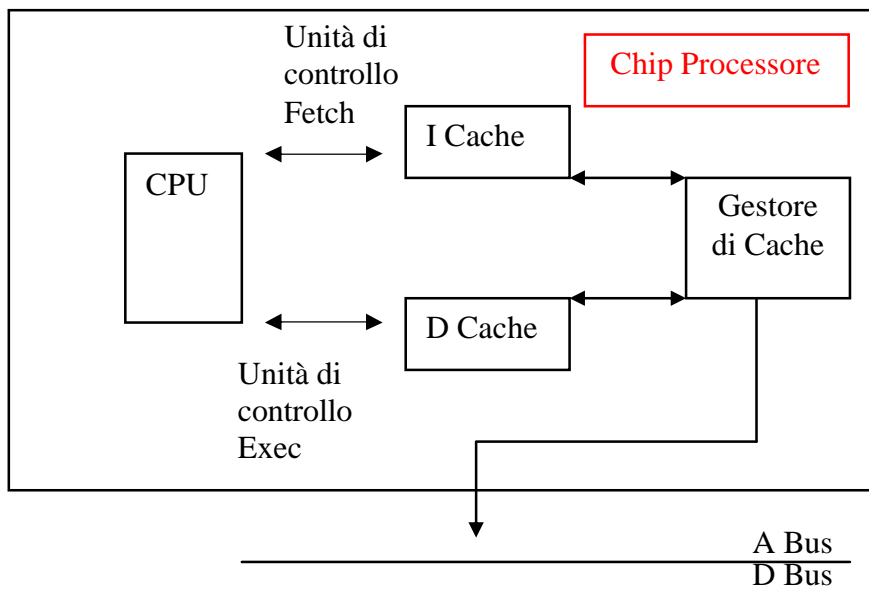 Unità di
controllo
Fetch
Chip Processore
I Cache
CPU
Gestore
di Cache
D Cache
Unità di
controllo
Exec
A Bus
D Bus